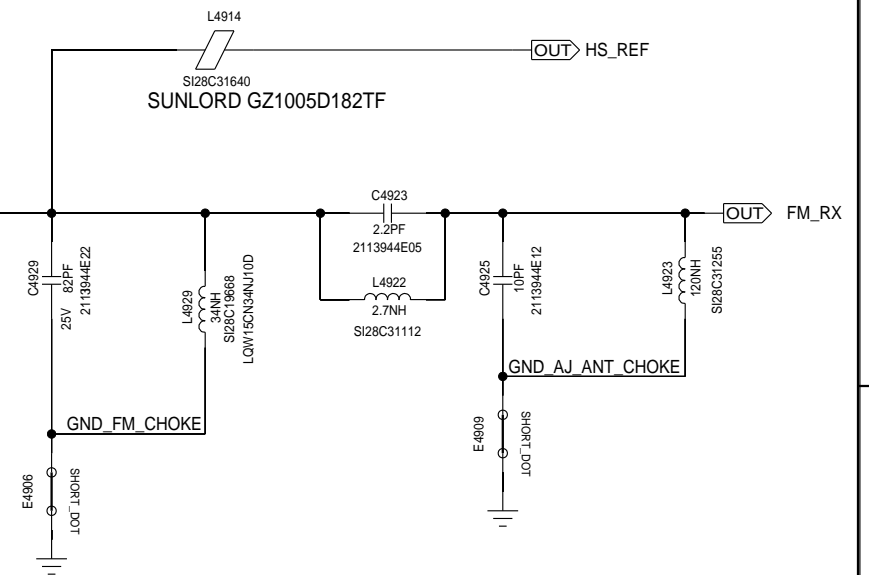 L4914
SI28C31640
SUNLORD GZ1005D182TF
OUT HS_REF
C4923
2.2PF
2113944E05
OUT FM_RX
C4929
82PF
2113944E22
25V
L4929
34NH
SI28C19668
LQW15CN34NJ10D
L4922
2.7NH
SI28C31112
C4925
10PF
2113944E12
L4923
120NH
SI28C31255
GND_AJ_ANT_CHOKE
GND_FM_CHOKE
E4909
SHORT_DOT
E4906
SHORT_DOT